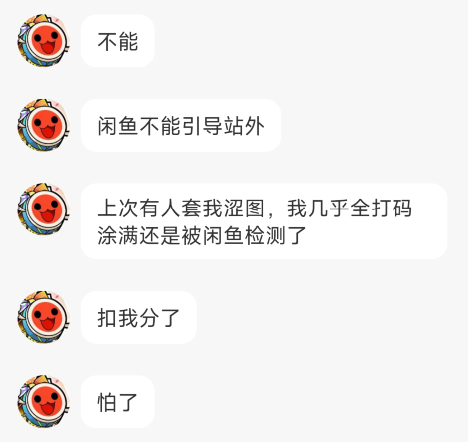 不能
闲鱼不能引导站外
上次有人套我涩图，我几乎全打码
涂满还是被闲鱼检测了
扣我分了
怕了